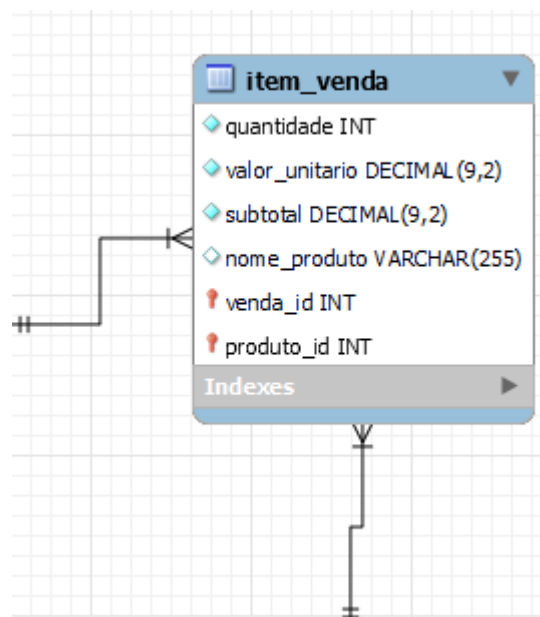 item_venda
quantidade INT
valor_unitario DECIMAL(9,2)
subtotal DECIMAL(9,2)
nome_produto VARCHAR(255)
venda_id INT
produto_id INT
Indexes